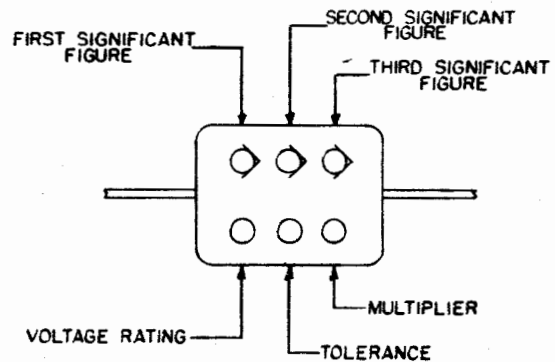 FIRST SIGNIFICANT
FIGURE
SECOND SIGNIFICANT
FIGURE
THIRD SIGNIFICANT
FIGURE
MULTIPLIER
VOLTAGE RATING
TOLERANCE